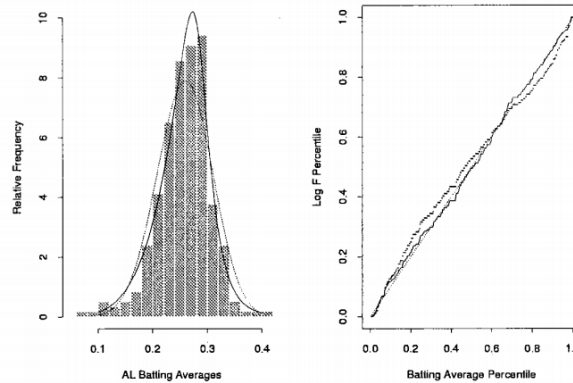 10
8
6
4
2
0
Relative Frequency
0.1 0.2 0.3 0.4
AL Batting Averages
1.0
0.8
0.6
0.4
0.2
0.0
Log F Percentile
0.0 0.2 0.4 0.6 0.8 1.0
Batting Average Percentile